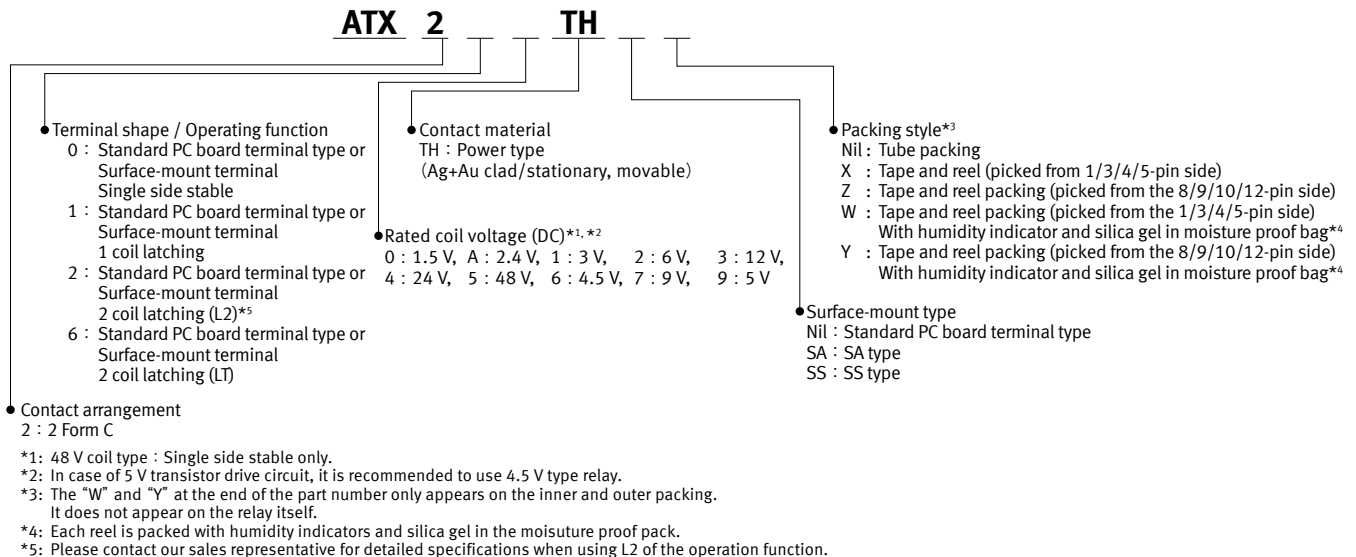 ATX 2 _ _ TH _ _
Terminal shape / Operating function
0 : Standard PC board terminal type or
Surface-mount terminal
Single side stable
1 : Standard PC board terminal type or
Surface-mount terminal
1 coil latching
2 : Standard PC board terminal type or
Surface-mount terminal
2 coil latching (L2)*5
6 : Standard PC board terminal type or
Surface-mount terminal
2 coil latching (LT)
Contact material
TH : Power type
(Ag+Au clad/stationary, movable)
Rated coil voltage (DC)*1, *2
0 : 1.5 V, A : 2.4 V, 1 : 3 V, 2 : 6 V, 3 : 12 V,
4 : 24 V, 5 : 48 V, 6 : 4.5 V, 7 : 9 V, 9 : 5 V
Packing style*3
Nil : Tube packing
X : Tape and reel (picked from 1/3/4/5-pin side)
Z : Tape and reel packing (picked from the 8/9/10/12-pin side)
W : Tape and reel packing (picked from the 1/3/4/5-pin side)
With humidity indicator and silica gel in moisture proof bag*4
Y : Tape and reel packing (picked from the 8/9/10/12-pin side)
With humidity indicator and silica gel in moisture proof bag*4
Surface-mount type
Nil : Standard PC board terminal type
SA : SA type
SS : SS type
Contact arrangement
2 : 2 Form C
*1: 48 V coil type : Single side stable only.
*2: In case of 5 V transistor drive circuit, it is recommended to use 4.5 V type relay.
*3: The "W" and "Y" at the end of the part number only appears on the inner and outer packing.
It does not appear on the relay itself.
*4: Each reel is packed with humidity indicators and silica gel in the moisuture proof pack.
*5: Please contact our sales representative for detailed specifications when using L2 of the operation function.